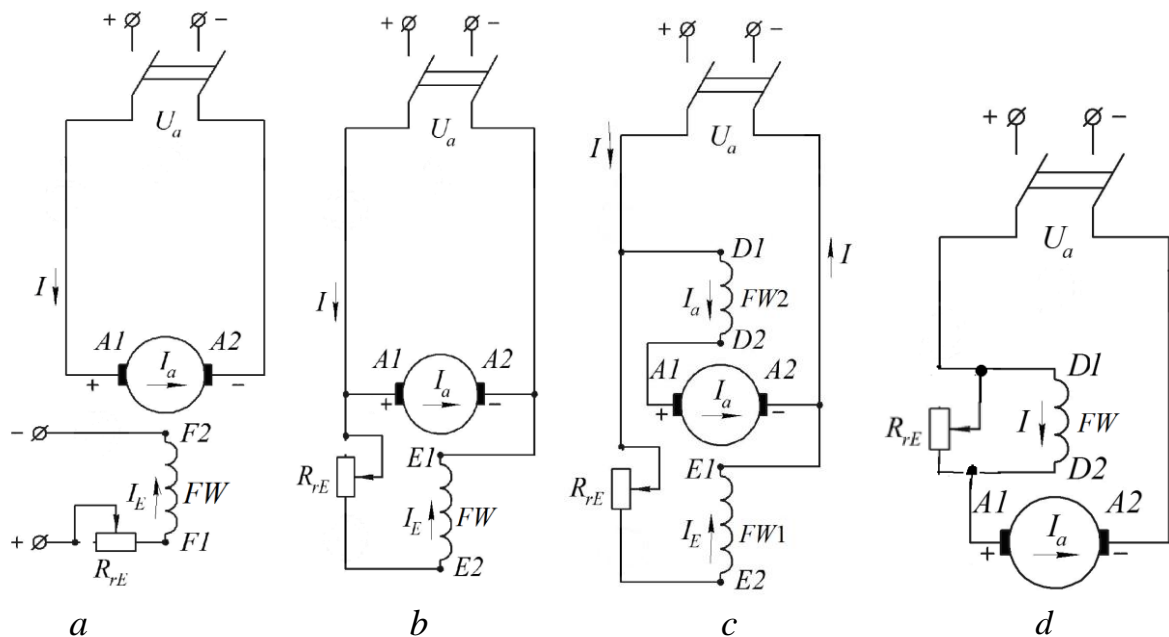 + −
U_a
I
A1 A2
I_a
+ −
− F2
I_E FW
+ F1
R_rE
a
+ −
U_a
I
A1 A2
I_a
+ −
R_rE E1
I_E FW
E2
b
+ −
I U_a
D1
I
I_a FW2
D2
A1 A2
I_a
+ −
R_rE E1
I_E FW1
E2
c
+ −
U_a
D1
R_rE I FW
D2
A1 A2
I_a
+ −
d